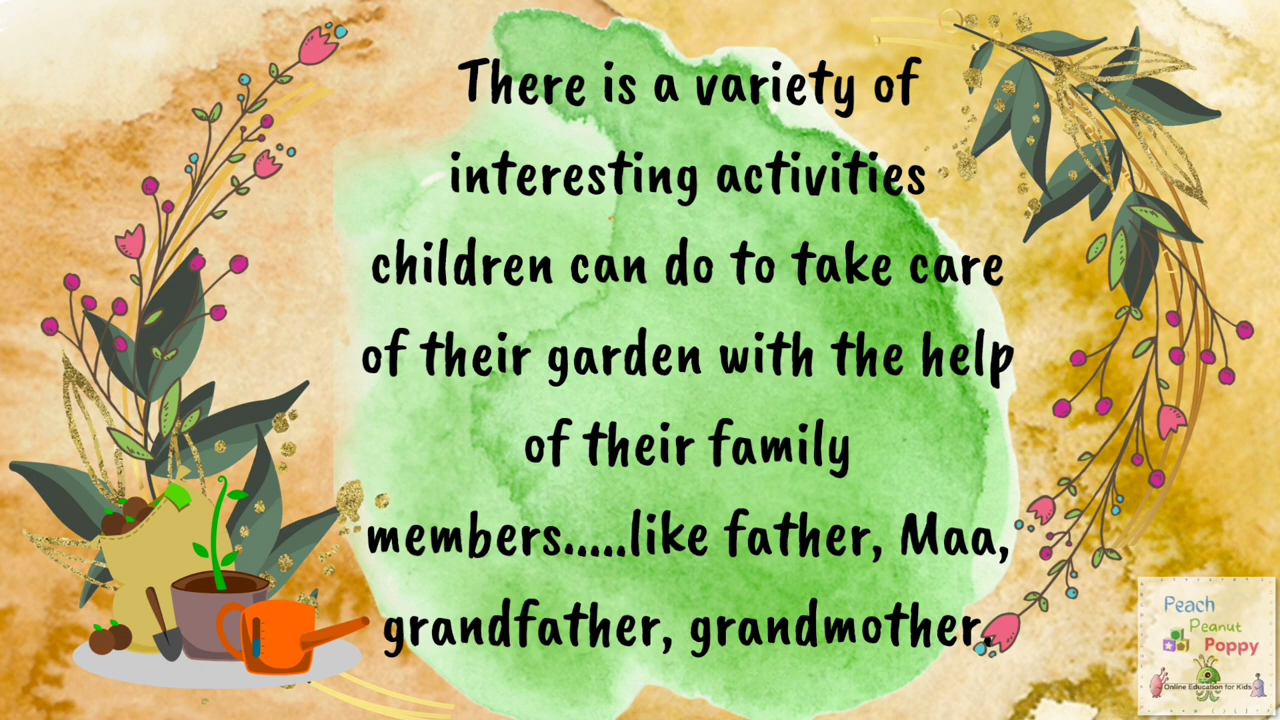 There is a variety of
interesting activities
children can do to take care
of their garden with the help
of their family
members.....like father, Maa,
grandfather, grandmother.
Peach
Peanut
Poppy
Online Education for Kids